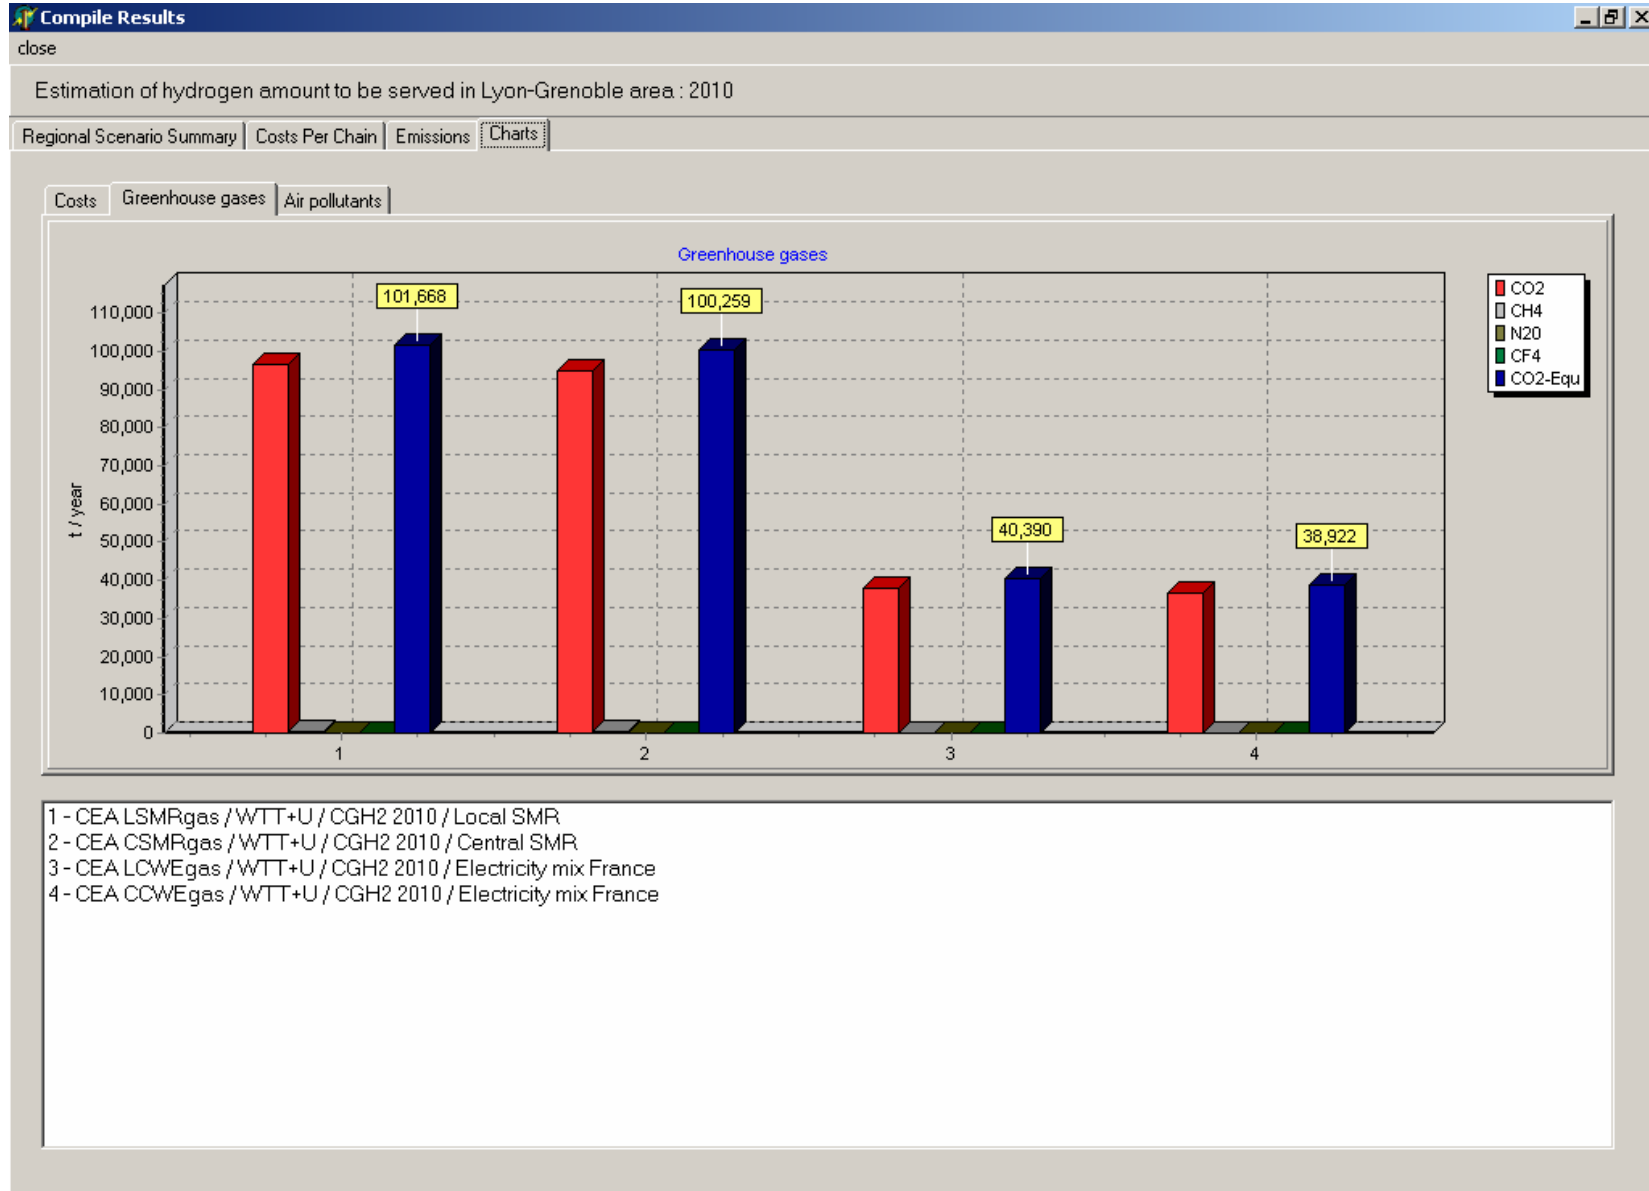 Compile Results
close
Estimation of hydrogen amount to be served in Lyon-Grenoble area : 2010
Regional Scenario Summary Costs Per Chain Emissions Charts
Costs Greenhouse gases Air pollutants
Greenhouse gases
t / year
110,000
100,000
90,000
80,000
70,000
60,000
50,000
40,000
30,000
20,000
10,000
0
101,668
100,259
40,390
38,922
1 2 3 4
CO2
CH4
N20
CF4
CO2-Equ
1 - CEA LSMRgas / WTT+U / CGH2 2010 / Local SMR
2 - CEA CSMRgas / WTT+U / CGH2 2010 / Central SMR
3 - CEA LCWEgas / WTT+U / CGH2 2010 / Electricity mix France
4 - CEA CCWEgas / WTT+U / CGH2 2010 / Electricity mix France